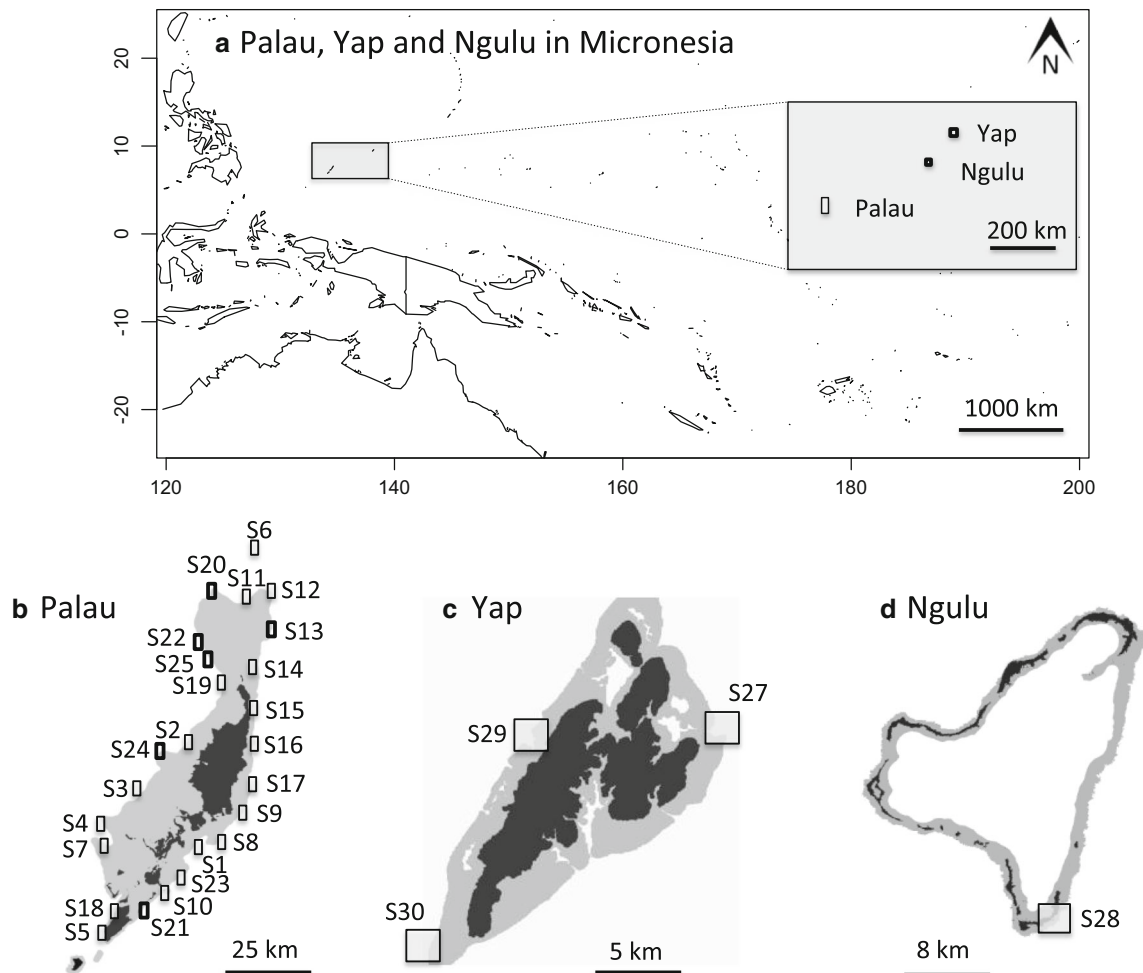 a Palau, Yap and Ngulu in Micronesia
N
20
10
0
-10
-20
Yap
Ngulu
Palau
200 km
1000 km
120
140
160
180
200
b Palau
S6
S20
S11
S12
S22
S13
S25
S14
S19
S15
S2
S16
S24
S17
S3
S9
S4
S8
S7
S1
S23
S10
S18
S21
S5
25 km
c Yap
S27
S29
S30
5 km
d Ngulu
S28
8 km